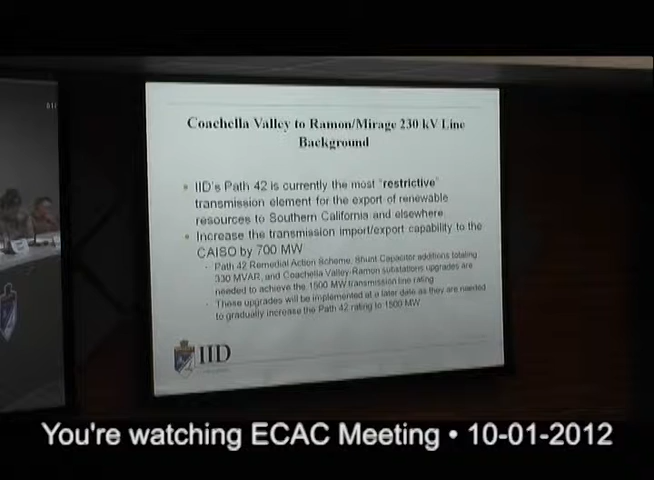 Coachella Valley to Ramon/Mirage 230 kV Line
Background
IID's Path 42 is currently the most "restrictive"
transmission element for the export of renewable
resources to Southern California and elsewhere.
Increase the transmission import/export capability to the
CAISO by 700 MW
Path 42 Remedial Action Scheme, Shunt Capacitor additions totaling
330 MVAR, and Coachella Valley-Ramon substations upgrades are
needed to achieve the 1500 MW transmission line rating
These upgrades will be implemented at a later date as they are needed
to gradually increase the Path 42 rating to 1500 MW
IID
You're watching ECAC Meeting • 10-01-2012